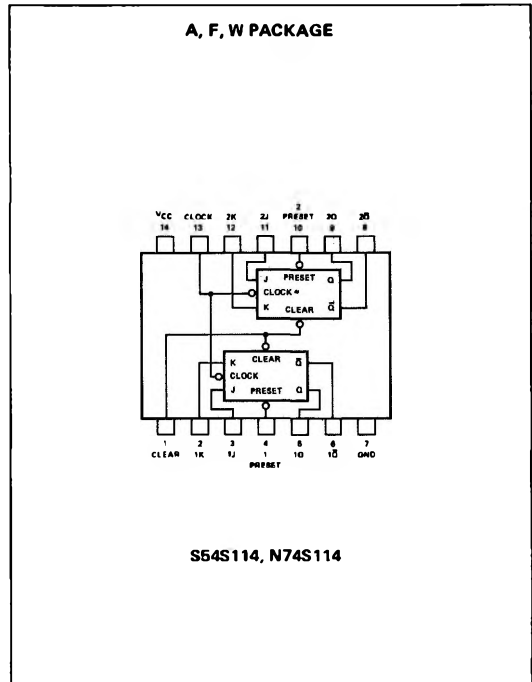 A, F, W PACKAGE
2
VCC CLOCK 2K 2J PRESET 2Q 2Q̅
14 13 12 11 10 9 8
J PRESET Q
CLOCK
K CLEAR Q̅
K CLEAR Q̅
CLOCK
J PRESET Q
1 2 3 4 5 6 7
CLEAR 1K 1J 1 1Q 1Q̅ GND
PRESET
S54S114, N74S114